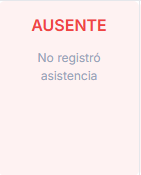 AUSENTE
No registró
asistencia